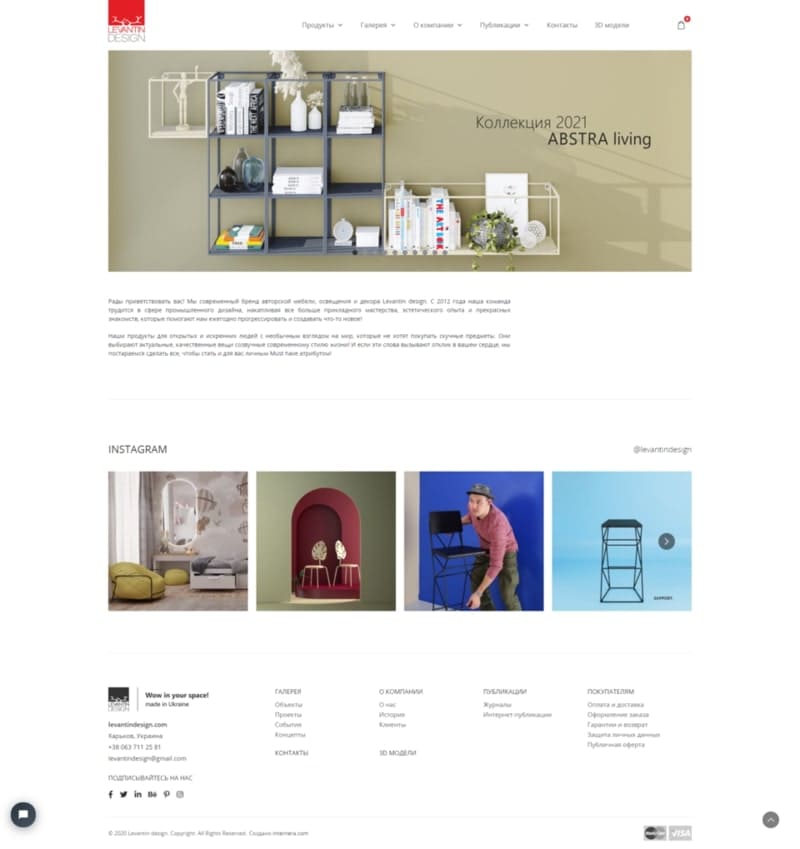 LEVANTIN
DESIGN
Продукты
Галерея
О компании
Публикации
Контакты
3D модели
Коллекция 2021
ABSTRA living
THE NEXT AFRICA
THE ART BOOK
Рады приветствовать вас! Мы современный бренд авторской мебели, освещения и декора Levantin design. С 2012 года наша команда
трудится в сфере промышленного дизайна, накапливая все больше прикладного мастерства, эстетического опыта и прекрасных
знакомств, которые помогают нам ежегодно прогрессировать и создавать что-то новое!
Наши продукты для открытых и искренних людей с необычным взглядом на мир, которые не хотят покупать скучные предметы. Они
выбирают актуальные, качественные вещи созвучные современному стилю жизни! И если эти слова вызывают отклик в вашем сердце, мы
постараемся сделать все, чтобы стать и для вас личным Must have атрибутом!
INSTAGRAM
@levantindesign
SUPPORT.
LEVANTIN
DESIGN
Wow in your space!
made in Ukraine
levantindesign.com
Харьков, Украина
+38 063 711 25 81
levantindesign@gmail.com
ПОДПИСЫВАЙТЕСЬ НА НАС
ГАЛЕРЕЯ
Объекты
Проекты
События
Концепты
КОНТАКТЫ
О КОМПАНИИ
О нас
История
Клиенты
3D МОДЕЛИ
ПУБЛИКАЦИИ
Журналы
Интернет-публикации
ПОКУПАТЕЛЯМ
Оплата и доставка
Оформление заказа
Гарантии и возврат
Защита личных данных
Публичная оферта
© 2020 Levantin design. Copyright. All Rights Reserved. Создано internera.com
MasterCard
VISA